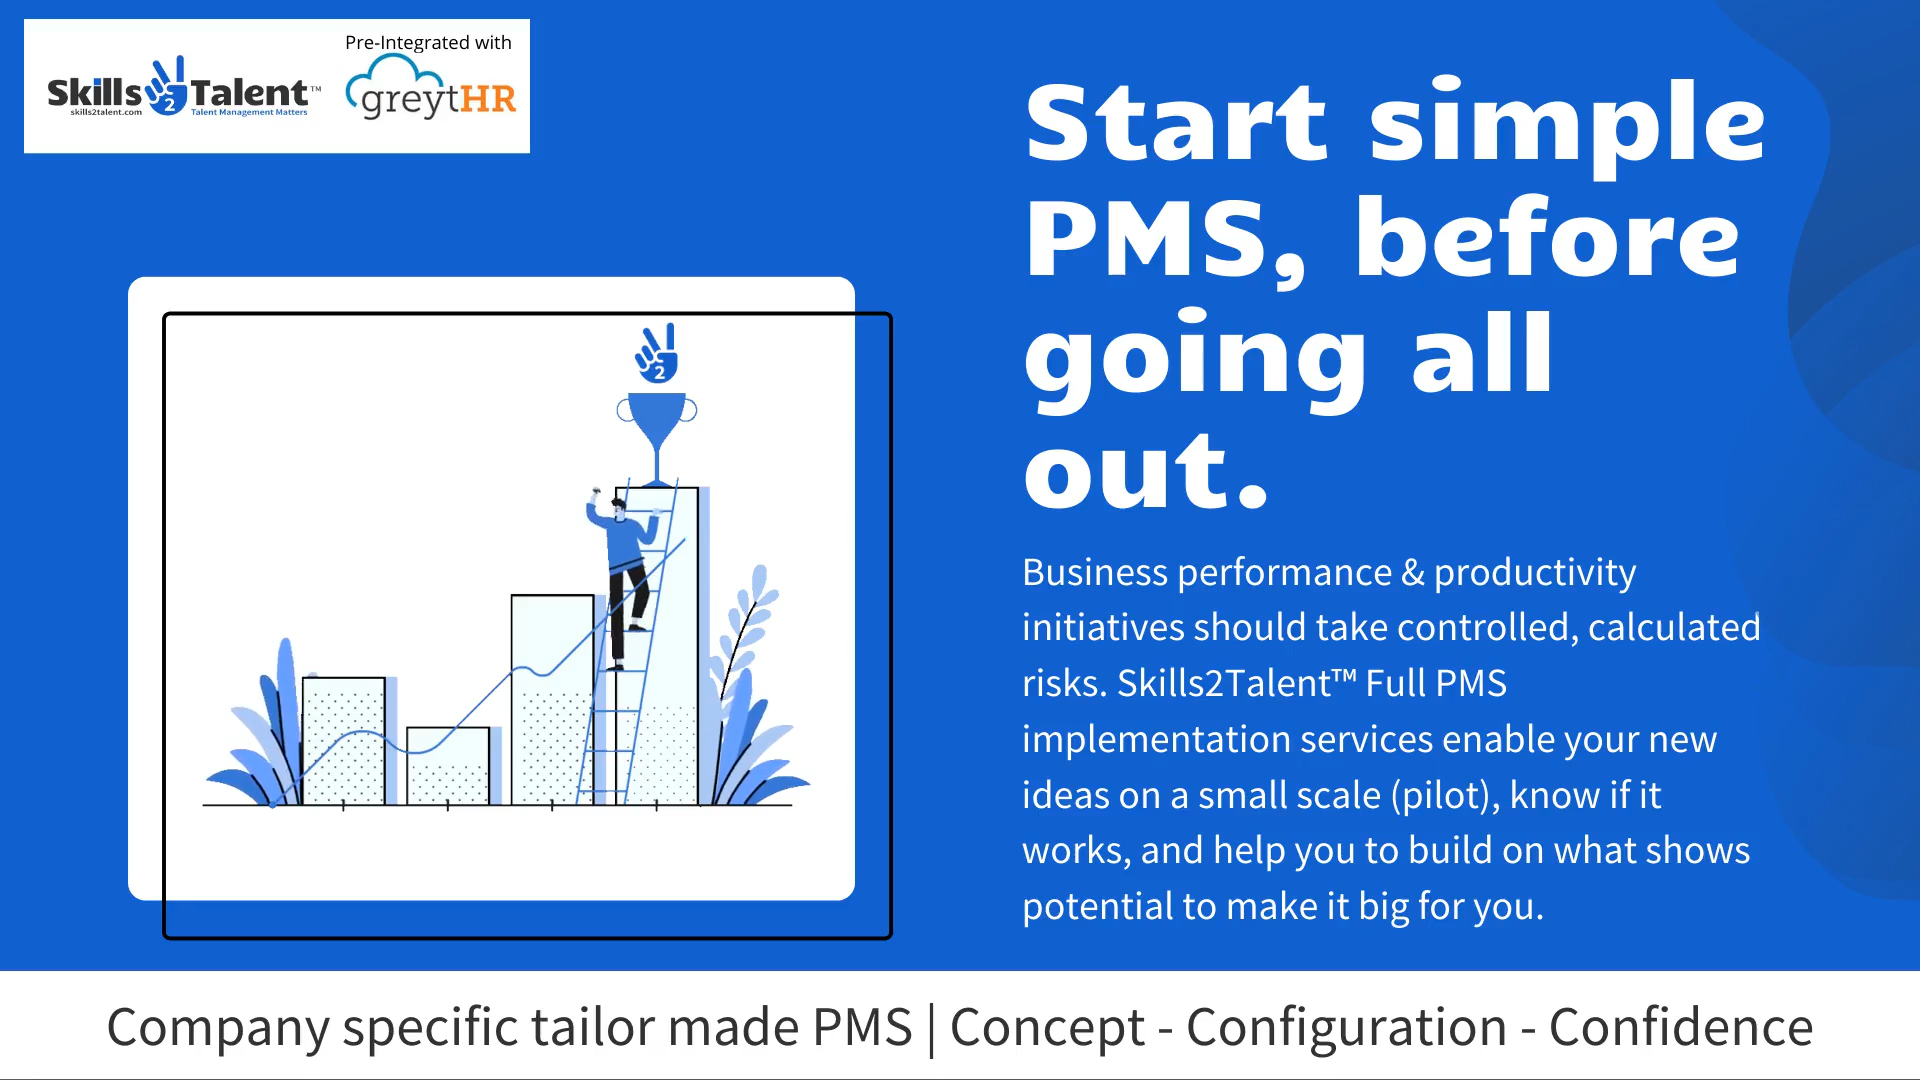 Pre-Integrated with
Skills2Talent™
skills2talent.com
Talent Management Matters
greytHR
Start simple
PMS, before
going all
out.
2
Business performance & productivity
initiatives should take controlled, calculated
risks. Skills2Talent™ Full PMS
implementation services enable your new
ideas on a small scale (pilot), know if it
works, and help you to build on what shows
potential to make it big for you.
Company specific tailor made PMS | Concept - Configuration - Confidence